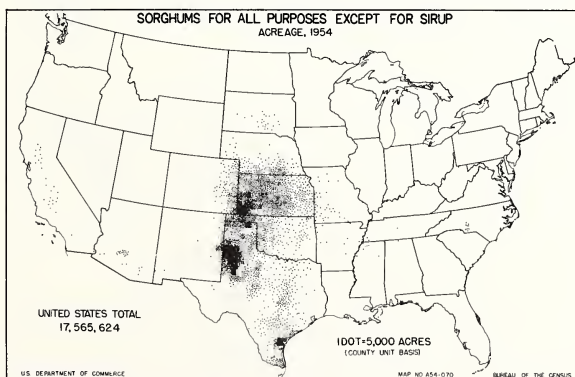 SORGHUMS FOR ALL PURPOSES EXCEPT FOR SIRUP
ACREAGE, 1954
UNITED STATES TOTAL
17,565,624
1 DOT=5,000 ACRES
(COUNTY UNIT BASIS)
US DEPARTMENT OF COMMERCE
MAP NO A54-070
BUREAU OF THE CENSUS